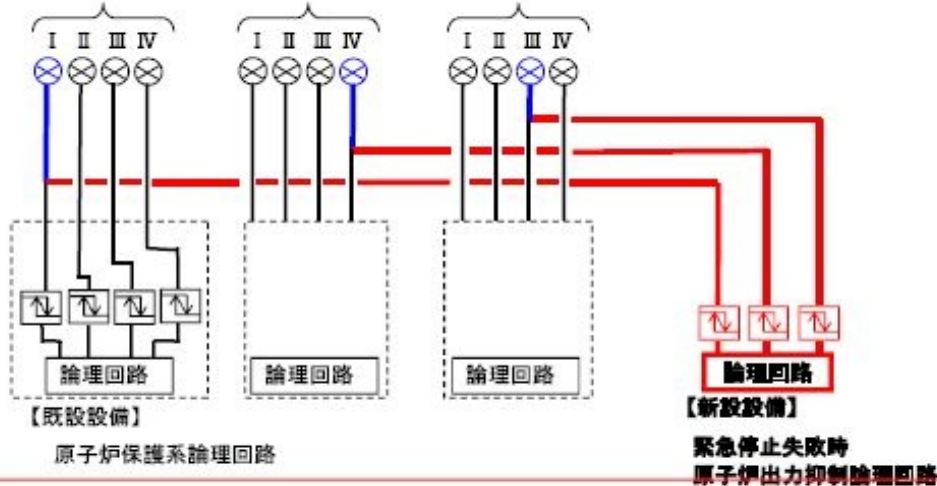 I II III IV
I II III IV
I II III IV
論理回路
論理回路
論理回路
論理回路
【既設設備】
【新設設備】
原子炉保護系論理回路
緊急停止失敗時
原子炉出力抑制論理回路